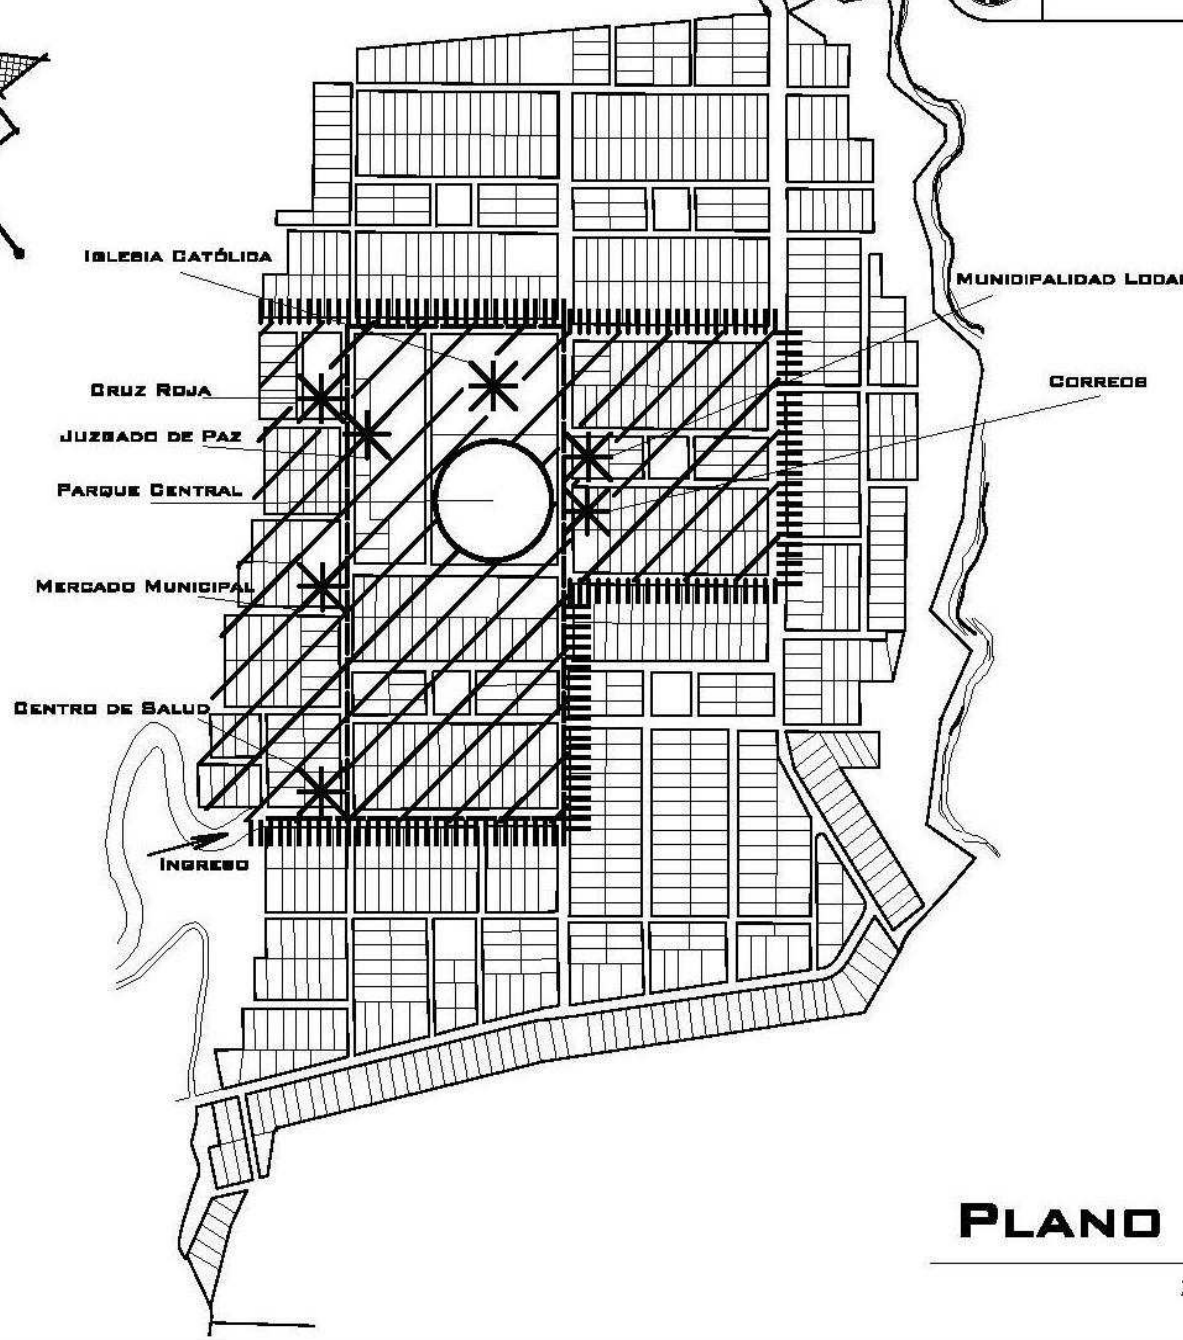 Iglesia Católica
Municipalidad Local
Cruz Roja
Correos
Juzgado de Paz
Parque Central
Mercado Municipal
Centro de Salud
Ingreso
Plano